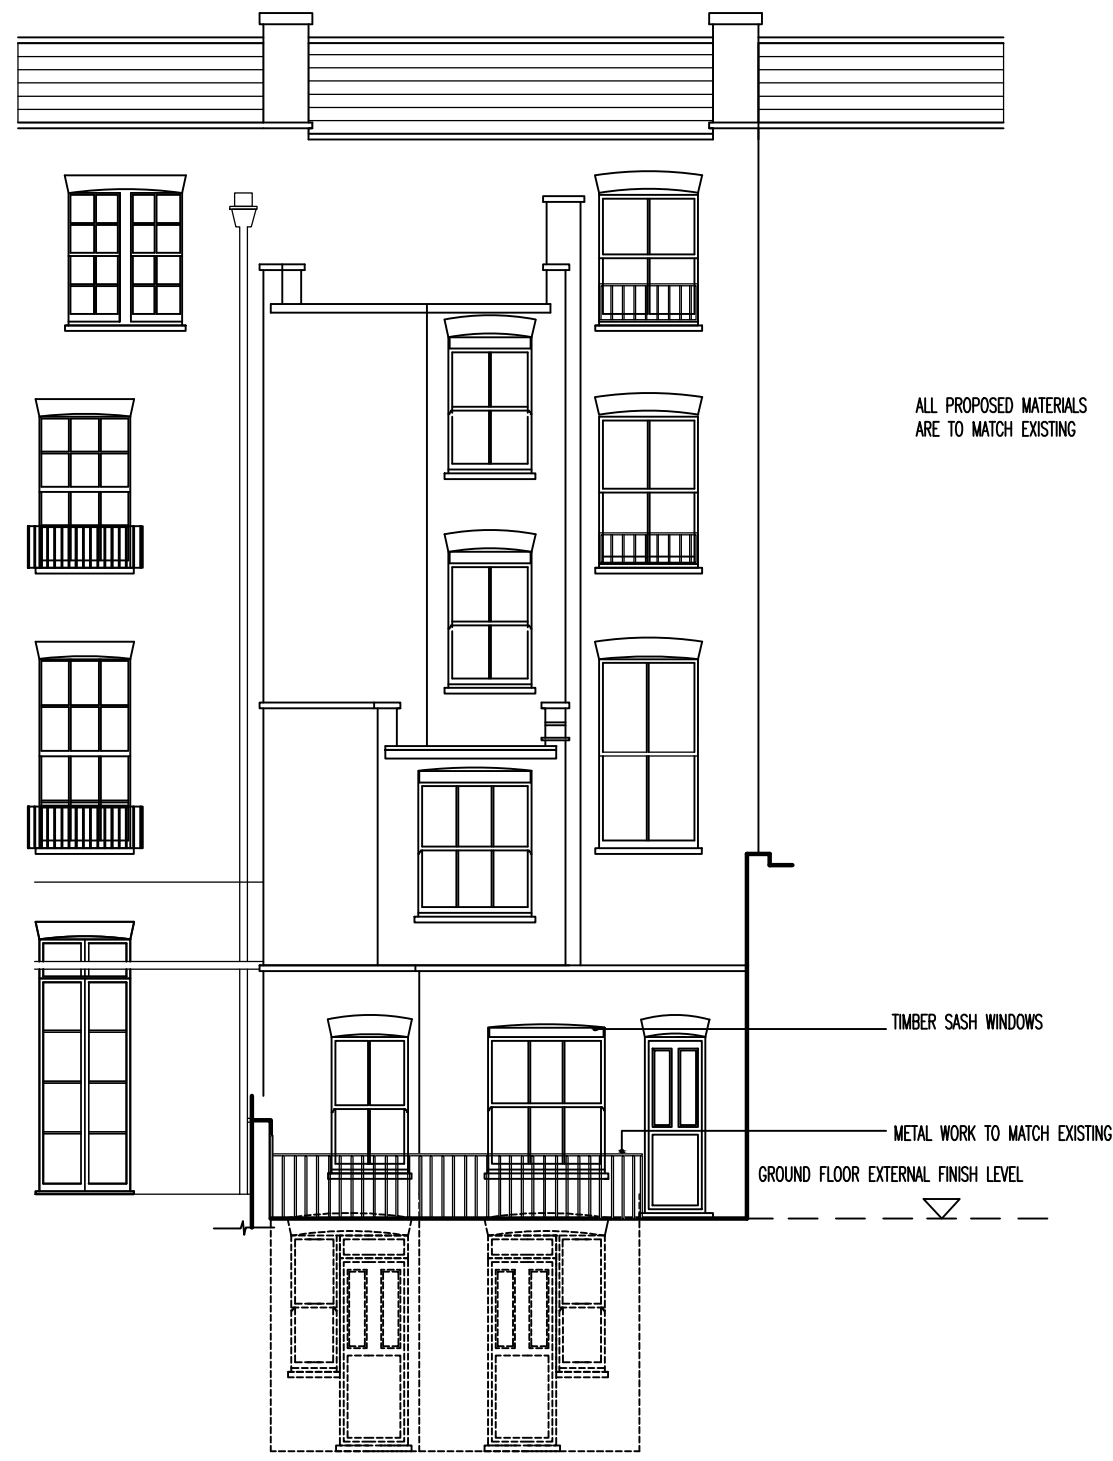 ALL PROPOSED MATERIALS
ARE TO MATCH EXISTING
TIMBER SASH WINDOWS
METAL WORK TO MATCH EXISTING
GROUND FLOOR EXTERNAL FINISH LEVEL